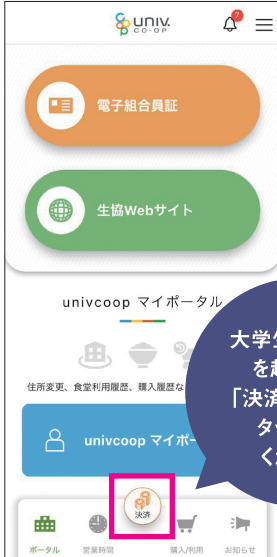 UNIV.
CO-OP
7
電子組合員証
生協Webサイト
univcoop マイポータル
住所変更、食堂利用履歴、購入履歴な
univcoop マイポー
大学生
を起
「決済
タッ
く
決済
ポータル
営業時間
購入/利用
お知らせ